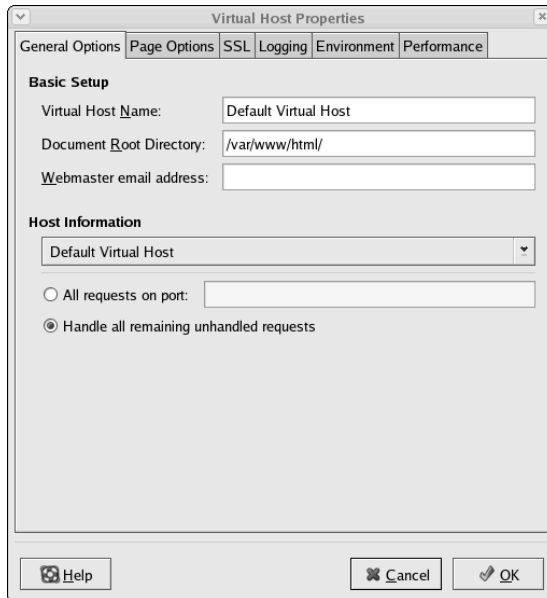 Virtual Host Properties
General Options Page Options SSL Logging Environment Performance
Basic Setup
Virtual Host Name: Default Virtual Host
Document Root Directory: /var/www/html/
Webmaster email address:
Host Information
Default Virtual Host
All requests on port:
Handle all remaining unhandled requests
Help Cancel OK